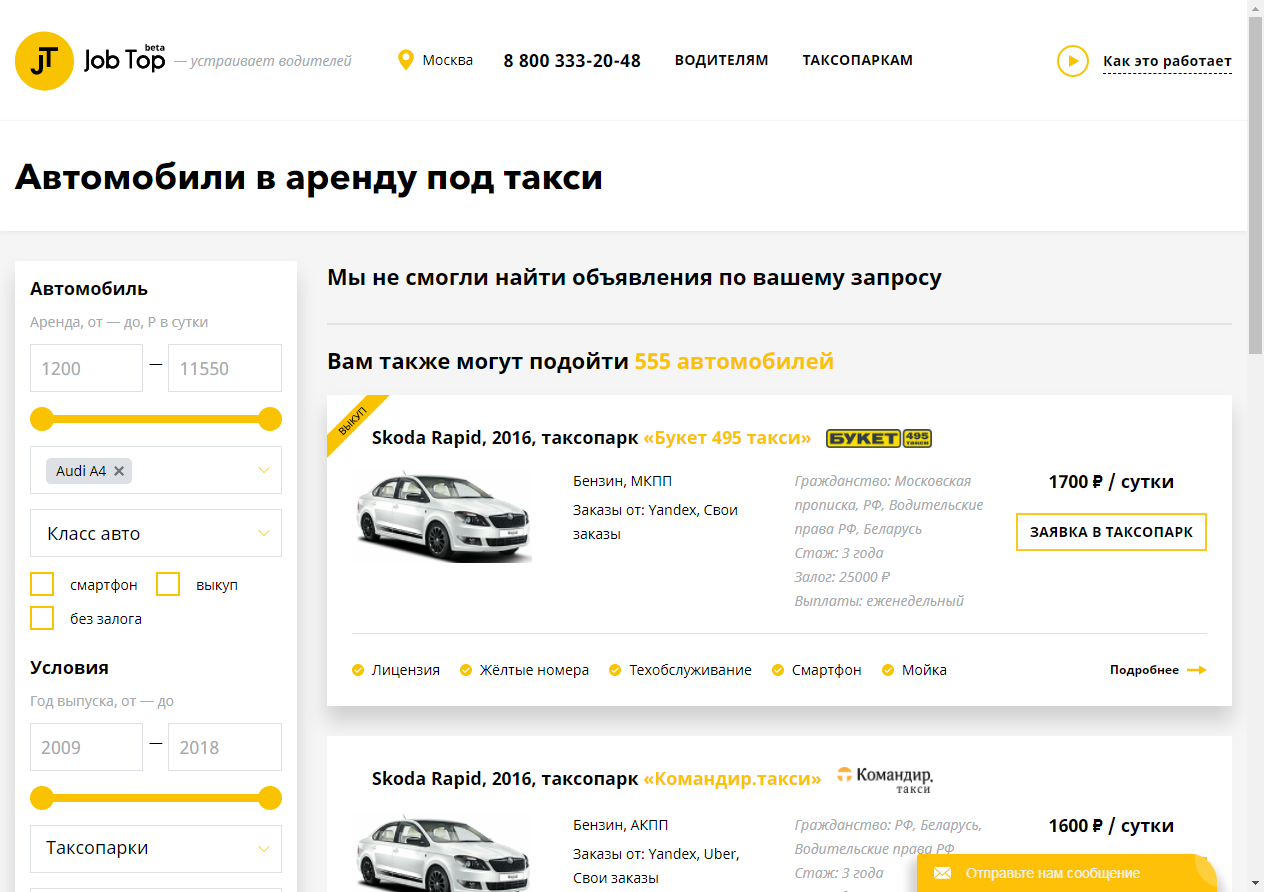 JT
Job Top beta
— устраивает водителей
Москва
8 800 333-20-48
ВОДИТЕЛЯМ
ТАКСОПАРКАМ
Как это работает
Автомобили в аренду под такси
Автомобиль
Аренда, от — до, Р в сутки
1200 — 11550
Audi A4 ✕
Класс авто
смартфон
выкуп
без залога
Условия
Год выпуска, от — до
2009 — 2018
Таксопарки
Мы не смогли найти объявления по вашему запросу
Вам также могут подойти 555 автомобилей
ВЫКУП
Skoda Rapid, 2016, таксопарк «Букет 495 такси»
БУКЕТ 495 ТАКСИ
Бензин, МКПП
Заказы от: Yandex, Свои
заказы
Гражданство: Московская
прописка, РФ, Водительские
права РФ, Беларусь
Стаж: 3 года
Залог: 25000 ₽
Выплаты: еженедельный
1700 ₽ / сутки
ЗАЯВКА В ТАКСОПАРК
Лицензия
Жёлтые номера
Техобслуживание
Смартфон
Мойка
Подробнее
Skoda Rapid, 2016, таксопарк «Командир.такси»
Командир.
такси
Бензин, АКПП
Заказы от: Yandex, Uber,
Свои заказы
Гражданство: РФ, Беларусь,
Водительские права РФ
Стаж: 3 года
1600 ₽ / сутки
Отправьте нам сообщение